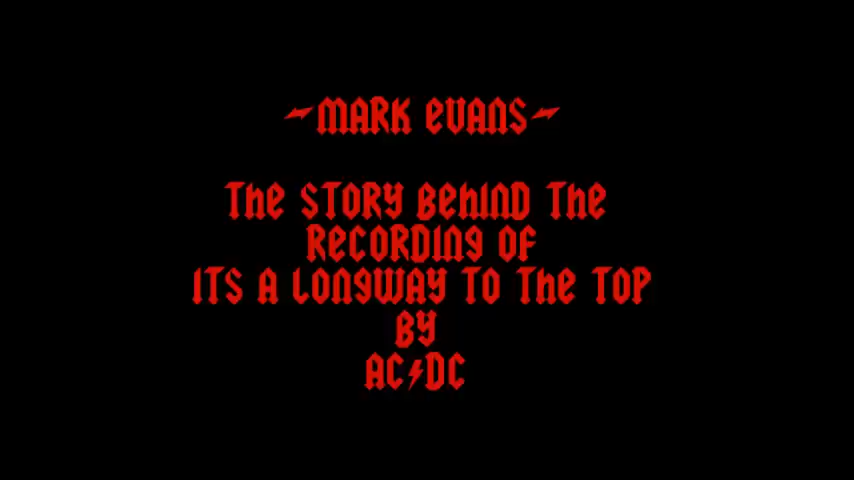 ~MARK EVANS~
THE STORY BEHIND THE
RECORDING OF
ITS A LONGWAY TO THE TOP
BY
AC⚡DC